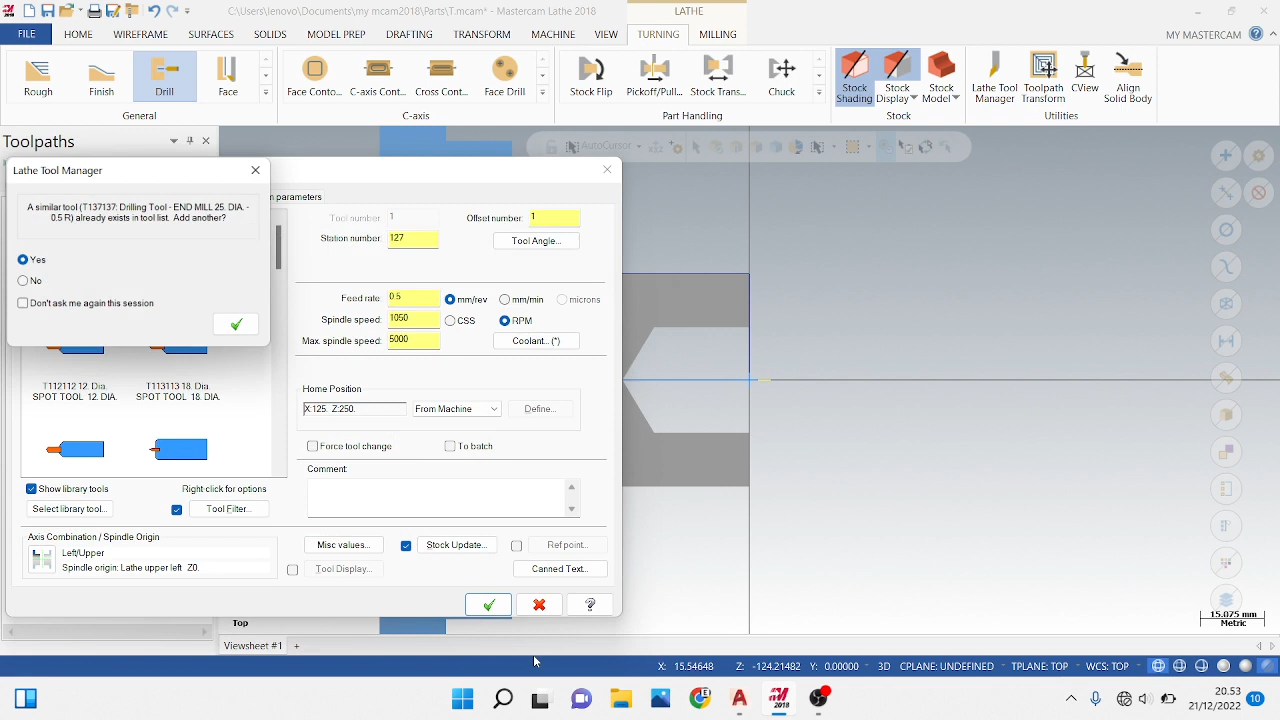 C:\Users\lenovo\Documents\my mcam2018\Parts\T.mcam* - Mastercam Lathe 2018
LATHE
FILE HOME WIREFRAME SURFACES SOLIDS MODEL PREP DRAFTING TRANSFORM MACHINE VIEW TURNING MILLING MY MASTERCAM
Rough Finish Drill Face Face Conto... C-axis Cont... Cross Cont... Face Drill Stock Flip Pickoff/Pull... Stock Trans... Chuck Stock Shading Stock Display Stock Model Lathe Tool Manager Toolpath Transform CView Align Solid Body
General C-axis Part Handling Stock Utilities
Toolpaths
AutoCursor
Lathe Tool Manager
A similar tool (T137137: Drilling Tool - END MILL 25. DIA. - 0.5 R) already exists in tool list. Add another?
Yes
No
Don't ask me again this session
m parameters
Tool number: 1
Offset number: 1
Station number: 127
Tool Angle...
Feed rate: 0.5 mm/rev mm/min microns
Spindle speed: 1050 CSS RPM
Max. spindle speed: 5000 Coolant... (*)
Home Position
X:125. Z:250. From Machine Define...
Force tool change To batch
Comment:
T112112 12. Dia. SPOT TOOL 12. DIA.
T113113 18. Dia. SPOT TOOL 18. DIA.
Show library tools Right-click for options
Select library tool... Tool Filter...
Axis Combination / Spindle Origin
Left/Upper
Spindle origin: Lathe upper left Z0.
Misc values... Stock Update... Ref point...
Tool Display... Canned Text...
Top
15.075 mm
Metric
Viewsheet #1 +
X: 15.54648 Z: -124.21482 Y: 0.00000 3D CPLANE: UNDEFINED TPLANE: TOP WCS: TOP
20.53
21/12/2022
10
2018